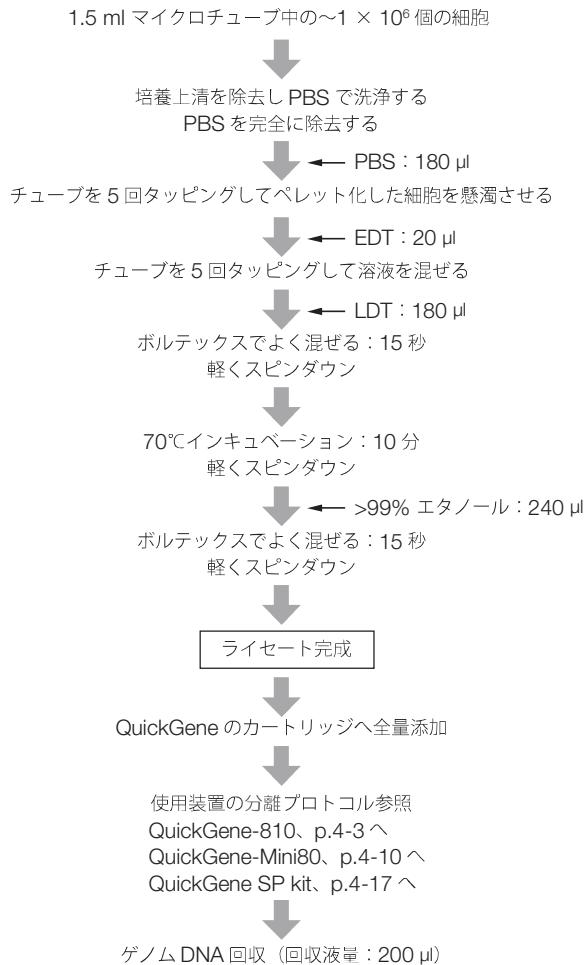 1.5 ml マイクロチューブ中の～1 × 10⁶ 個の細胞
培養上清を除去し PBS で洗浄する
PBS を完全に除去する
PBS：180 μl
チューブを 5 回タッピングしてペレット化した細胞を懸濁させる
EDT：20 μl
チューブを 5 回タッピングして溶液を混ぜる
LDT：180 μl
ボルテックスでよく混ぜる：15 秒
軽くスピンダウン
70℃インキュベーション：10 分
軽くスピンダウン
>99% エタノール：240 μl
ボルテックスでよく混ぜる：15 秒
軽くスピンダウン
ライセート完成
QuickGene のカートリッジへ全量添加
使用装置の分離プロトコル参照
QuickGene-810、p.4-3 へ
QuickGene-Mini80、p.4-10 へ
QuickGene SP kit、p.4-17 へ
ゲノム DNA 回収（回収液量：200 μl）